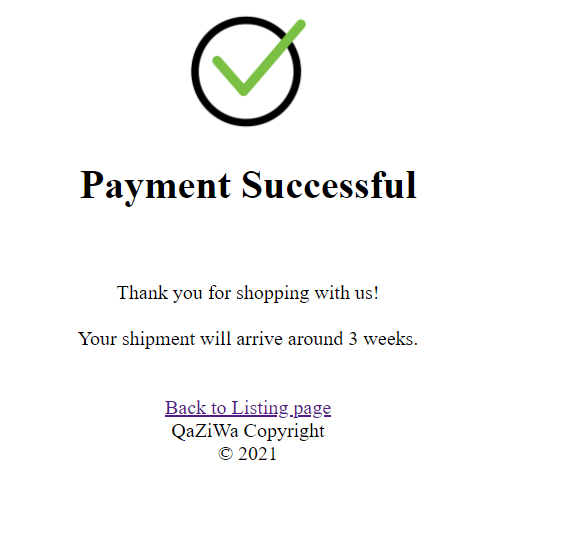 Payment Successful
Thank you for shopping with us!
Your shipment will arrive around 3 weeks.
Back to Listing page
QaZiWa Copyright
© 2021